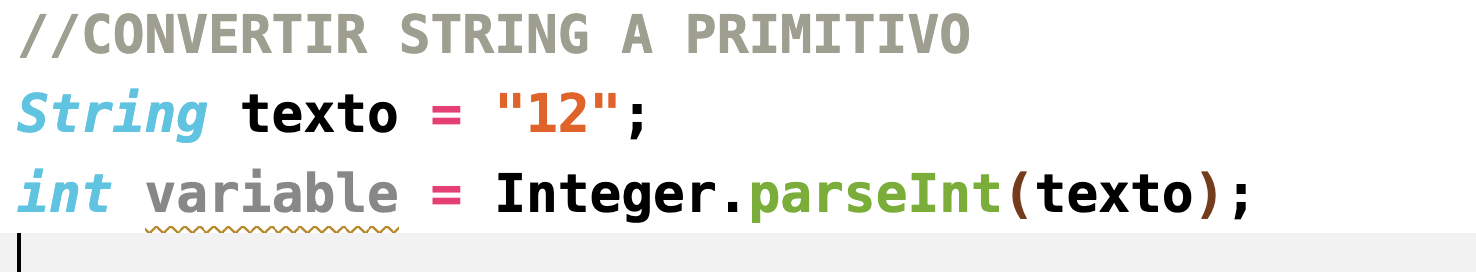 //CONVERTIR STRING A PRIMITIVO
String texto = "12";
int variable = Integer.parseInt(texto);